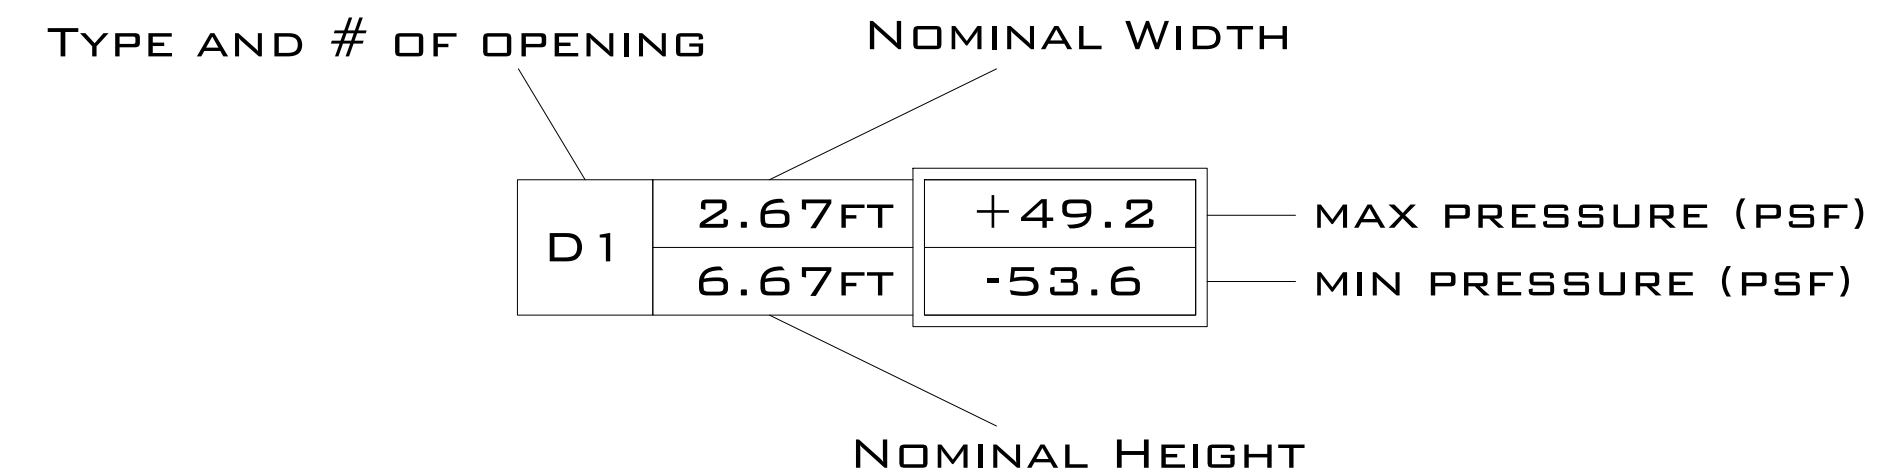 Type and # of opening
Nominal Width
D1
2.67ft
+49.2
max pressure (psf)
6.67ft
-53.6
min pressure (psf)
Nominal Height